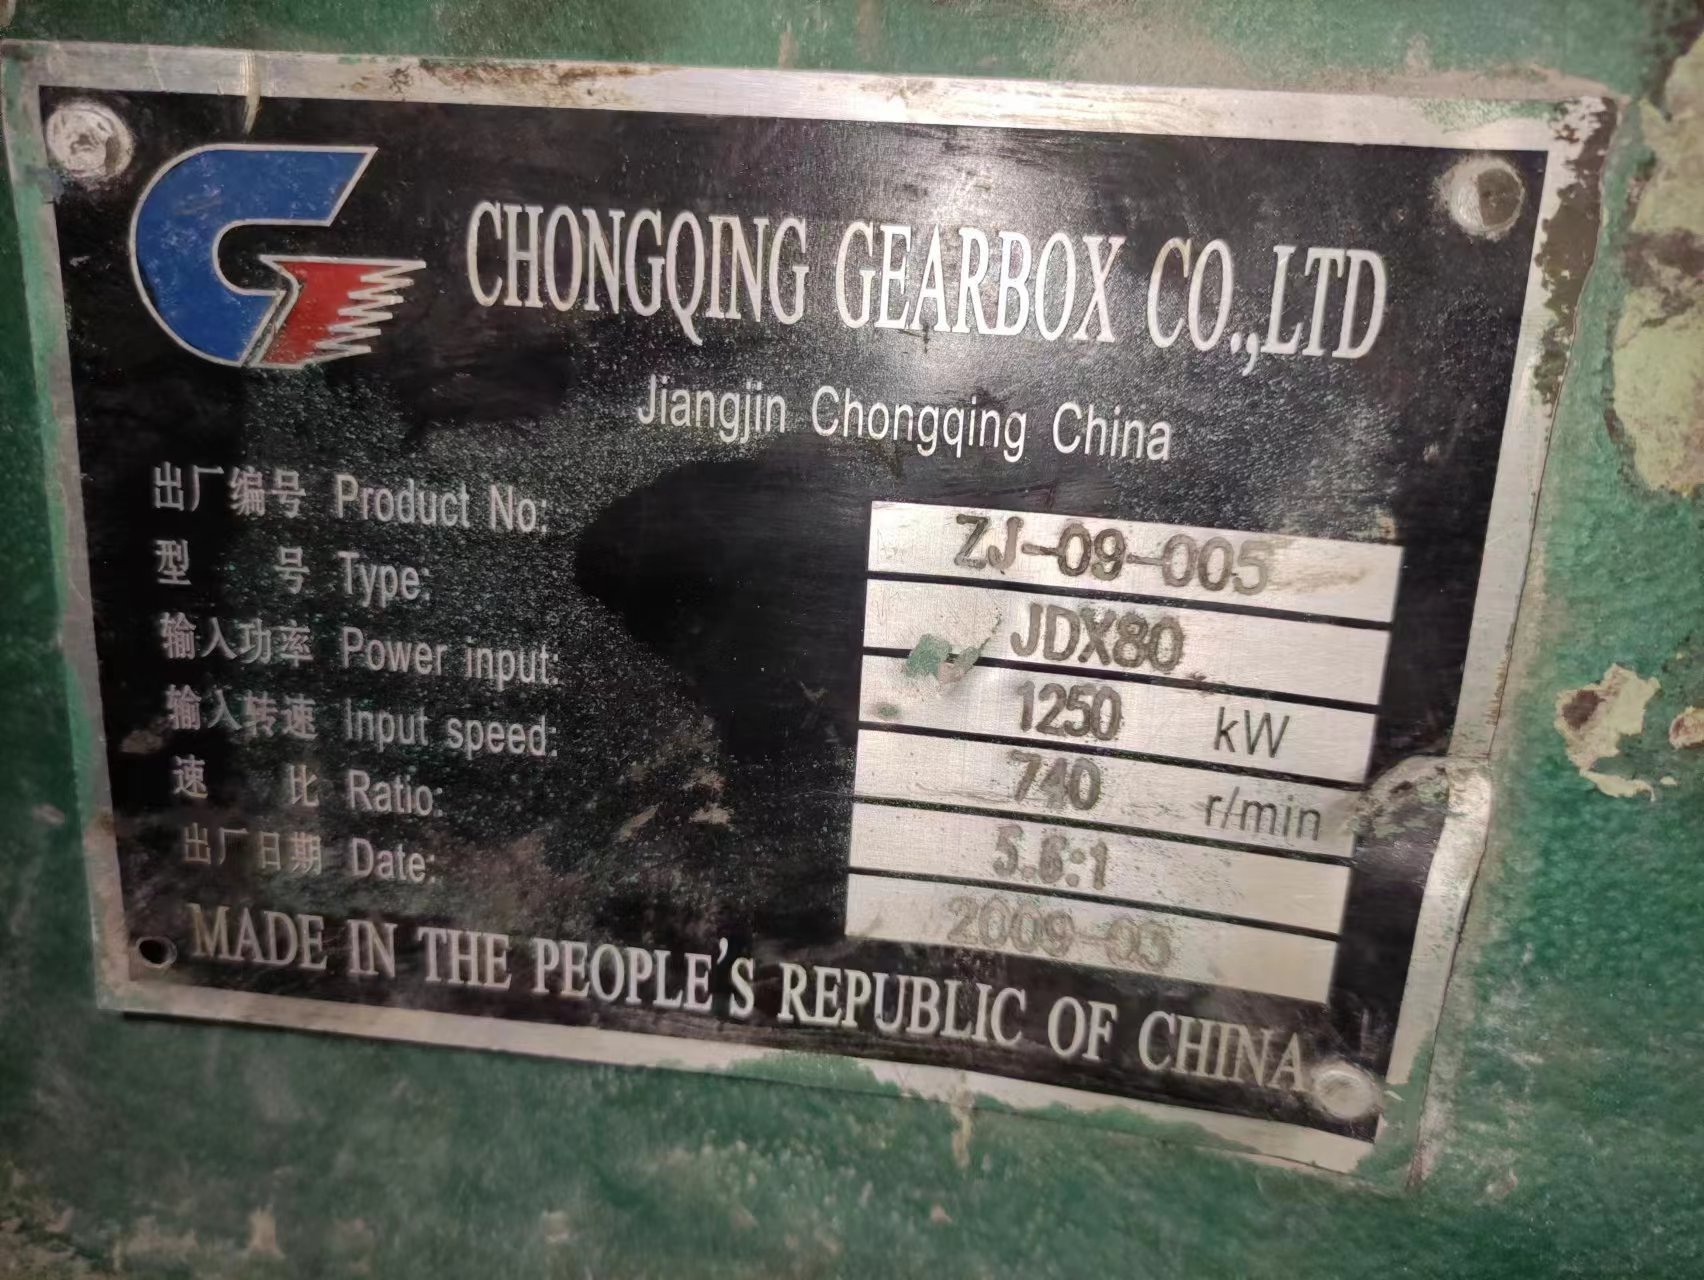 CHONGQING GEARBOX CO.,LTD
Jiangjin Chongqing China
出厂编号 Product No: ZJ-09-005
型 号 Type: JDX80
输入功率 Power input: 1250 kW
输入转速 Input speed: 740 r/min
速 比 Ratio: 5.6:1
出厂日期 Date: 2009-03
MADE IN THE PEOPLE'S REPUBLIC OF CHINA